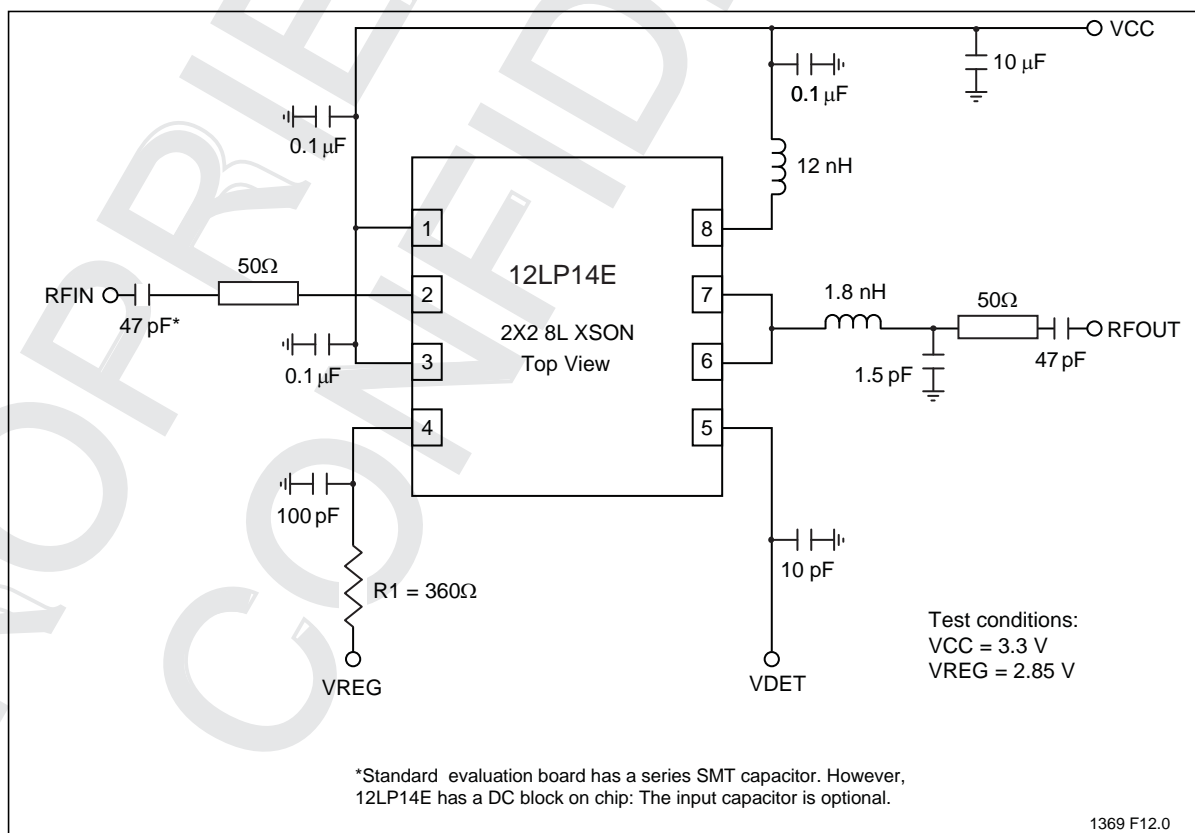 VCC
10 μF
0.1 μF
0.1 μF
12 nH
1
8
50Ω
12LP14E
RFIN
2
7
1.8 nH
50Ω
47 pF*
2X2 8L XSON
RFOUT
0.1 μF
3
Top View
6
1.5 pF
47 pF
4
5
100 pF
10 pF
R1 = 360Ω
Test conditions:
VCC = 3.3 V
VREG = 2.85 V
VREG
VDET
*Standard evaluation board has a series SMT capacitor. However,
12LP14E has a DC block on chip: The input capacitor is optional.
1369 F12.0